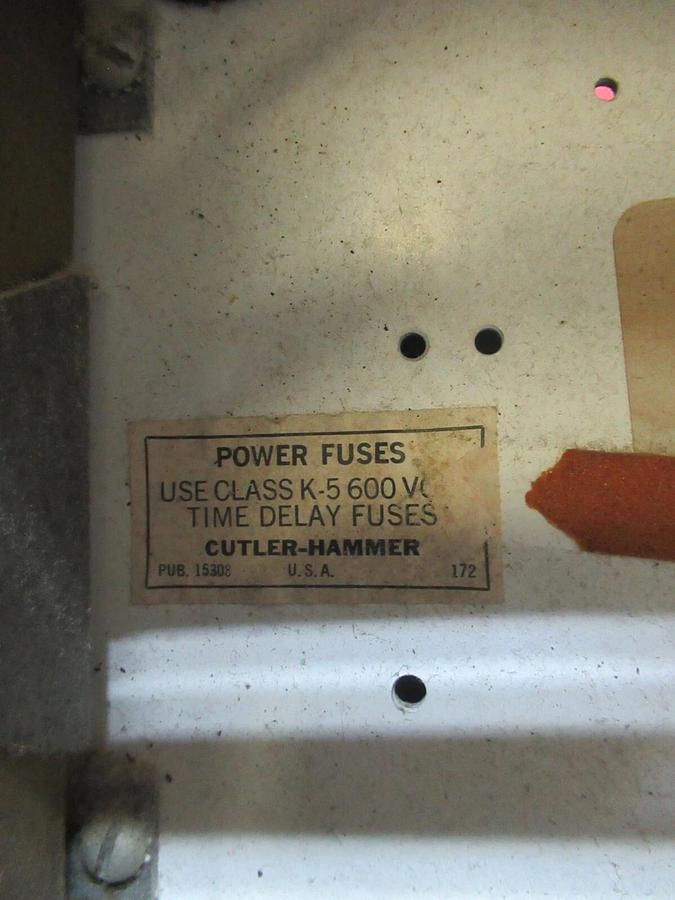 POWER FUSES
USE CLASS K-5 600
TIME DELAY FUSES
CUTLER-HAMMER
PUB. 15308 U.S.A. 172